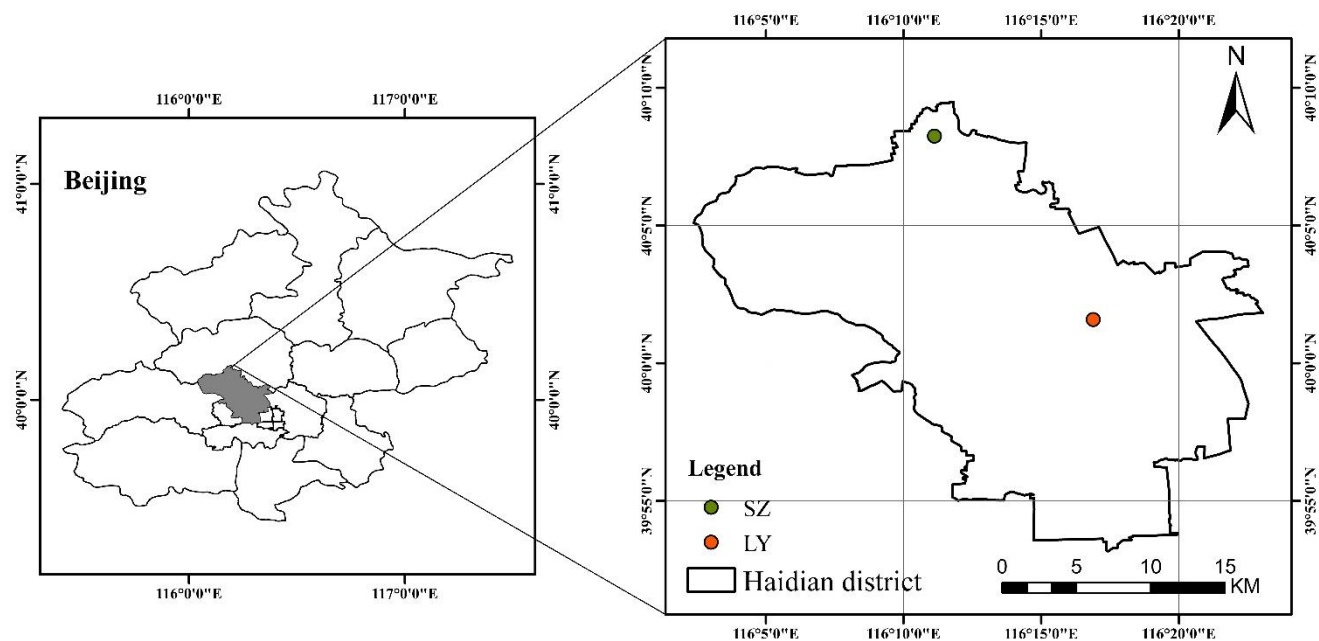 116°0'0"E
117°0'0"E
41°0'0"N
41°0'0"N
40°0'0"N
40°0'0"N
Beijing
116°0'0"E
117°0'0"E
116°5'0"E
116°10'0"E
116°15'0"E
116°20'0"E
40°10'0"N
40°10'0"N
40°5'0"N
40°5'0"N
40°0'0"N
40°0'0"N
39°55'0"N
39°55'0"N
N
Legend
SZ
LY
Haidian district
0
5
10
15
KM
116°5'0"E
116°10'0"E
116°15'0"E
116°20'0"E